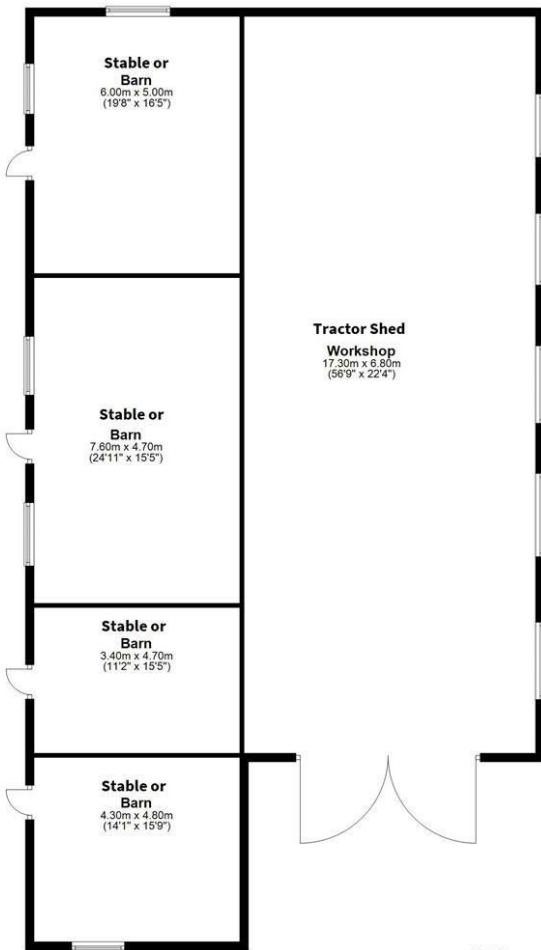 Stable or
Barn
6.00m x 5.00m
(19'8" x 16'5")
Tractor Shed
Workshop
17.30m x 6.80m
(56'9" x 22'4")
Stable or
Barn
7.60m x 4.70m
(24'11" x 15'5")
Stable or
Barn
3.40m x 4.70m
(11'2" x 15'5")
Stable or
Barn
4.30m x 4.80m
(14'1" x 15'9")